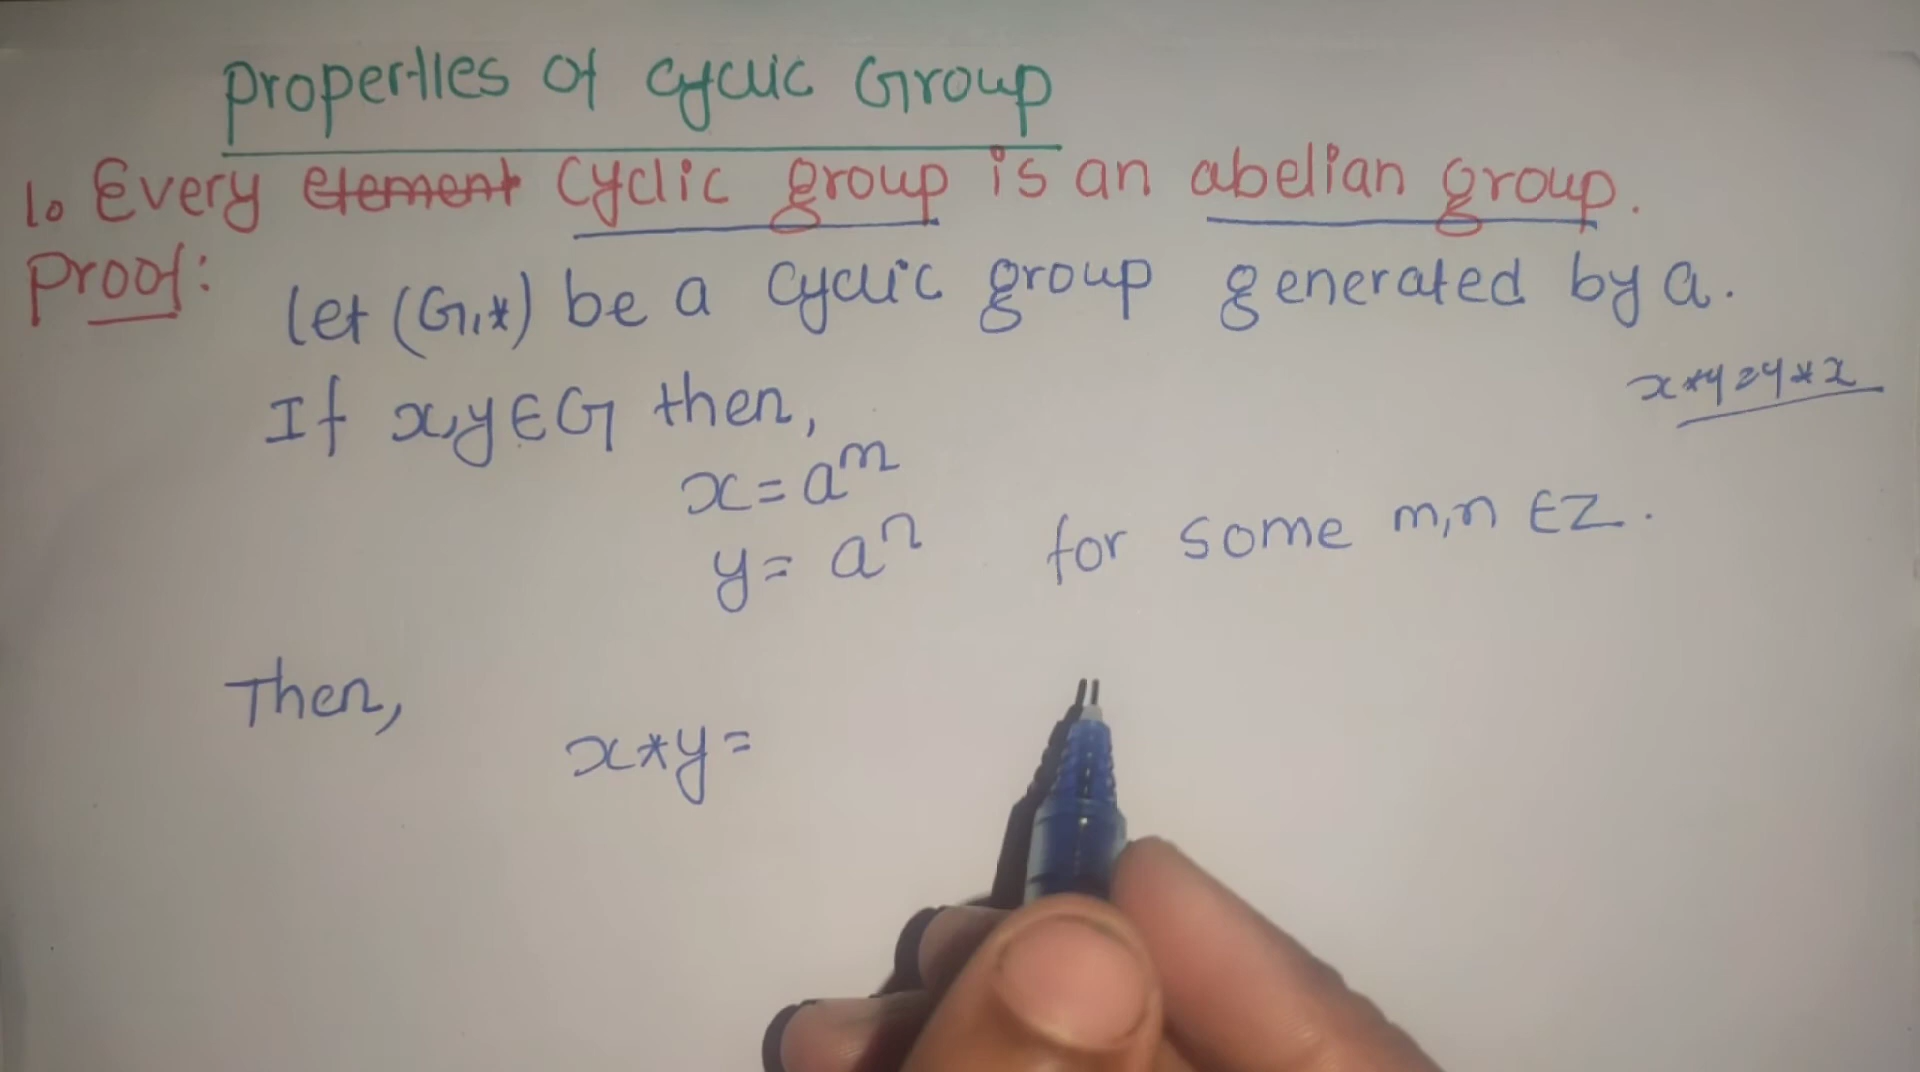 Properties of Cyclic Group
1. Every element Cyclic group is an abelian group.
Proof: Let (G,*) be a Cyclic group generated by a.
x*y=y*x
If x,y∈G then,
x = a^m
y = a^n for some m,n ∈ Z.
Then,
x*y =